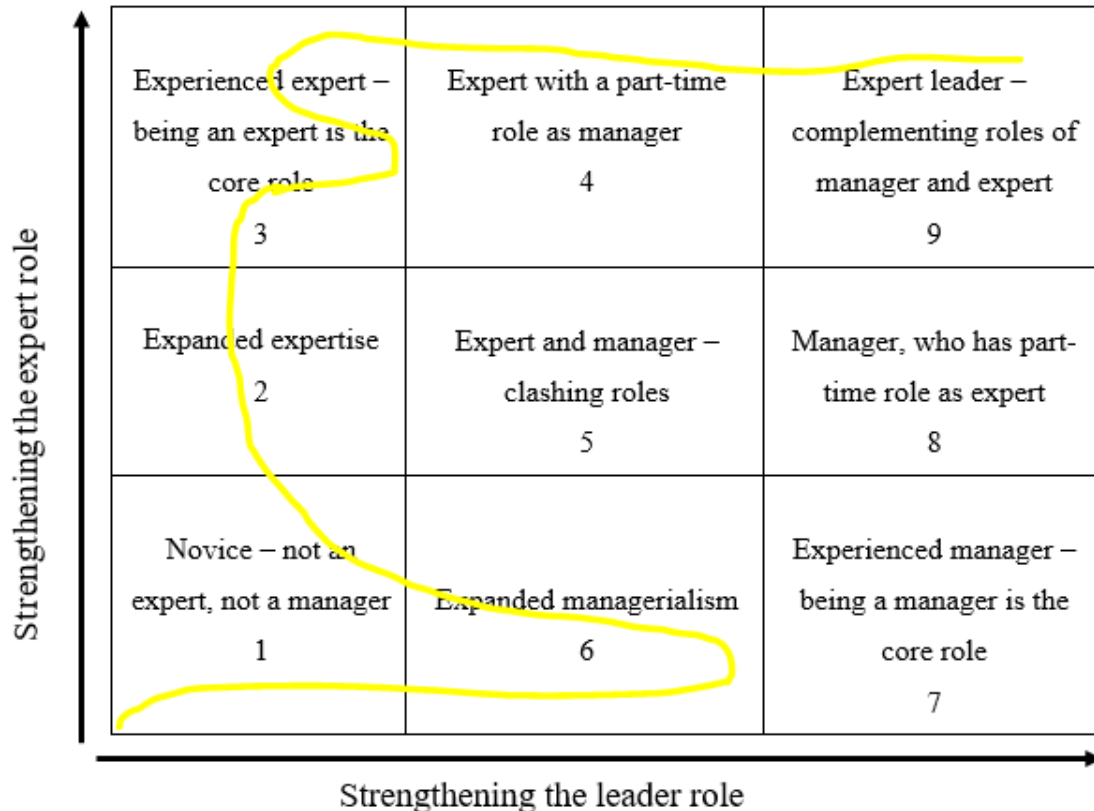 Strengthening the expert role
Experienced expert –
being an expert is the
core role
3
Expert with a part-time
role as manager
4
Expert leader –
complementing roles of
manager and expert
9
Expanded expertise
2
Expert and manager –
clashing roles
5
Manager, who has part-
time role as expert
8
Novice – not an
expert, not a manager
1
Expanded managerialism
6
Experienced manager –
being a manager is the
core role
7
Strengthening the leader role